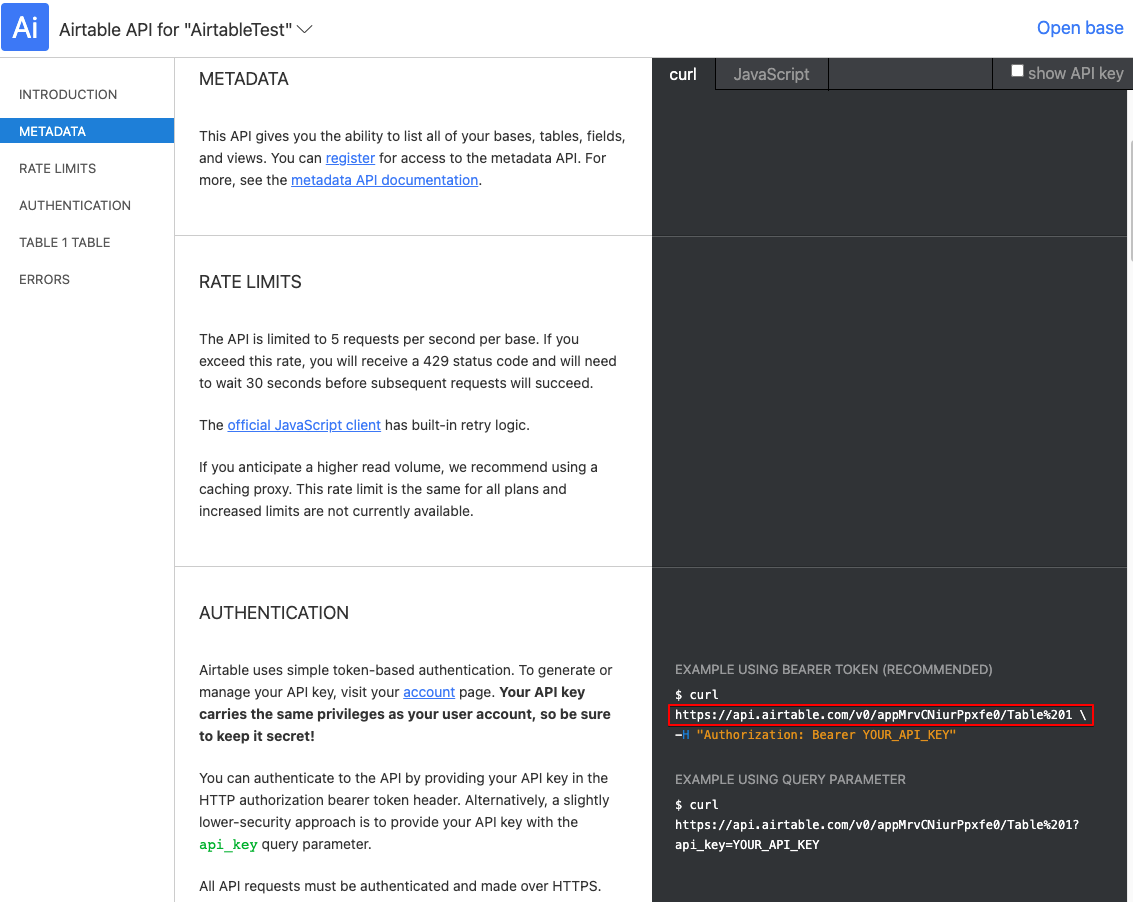 Ai
Airtable API for "AirtableTest"
Open base
INTRODUCTION
METADATA
RATE LIMITS
AUTHENTICATION
TABLE 1 TABLE
ERRORS
METADATA
This API gives you the ability to list all of your bases, tables, fields,
and views. You can register for access to the metadata API. For
more, see the metadata API documentation.
RATE LIMITS
The API is limited to 5 requests per second per base. If you
exceed this rate, you will receive a 429 status code and will need
to wait 30 seconds before subsequent requests will succeed.
The official JavaScript client has built-in retry logic.
If you anticipate a higher read volume, we recommend using a
caching proxy. This rate limit is the same for all plans and
increased limits are not currently available.
AUTHENTICATION
Airtable uses simple token-based authentication. To generate or
manage your API key, visit your account page. Your API key
carries the same privileges as your user account, so be sure
to keep it secret!
You can authenticate to the API by providing your API key in the
HTTP authorization bearer token header. Alternatively, a slightly
lower-security approach is to provide your API key with the
api_key query parameter.
All API requests must be authenticated and made over HTTPS.
curl
JavaScript
show API key
EXAMPLE USING BEARER TOKEN (RECOMMENDED)
$ curl
https://api.airtable.com/v0/appMrvCNiurPpxfe0/Table%201 \
-H "Authorization: Bearer YOUR_API_KEY"
EXAMPLE USING QUERY PARAMETER
$ curl
https://api.airtable.com/v0/appMrvCNiurPpxfe0/Table%201?
api_key=YOUR_API_KEY